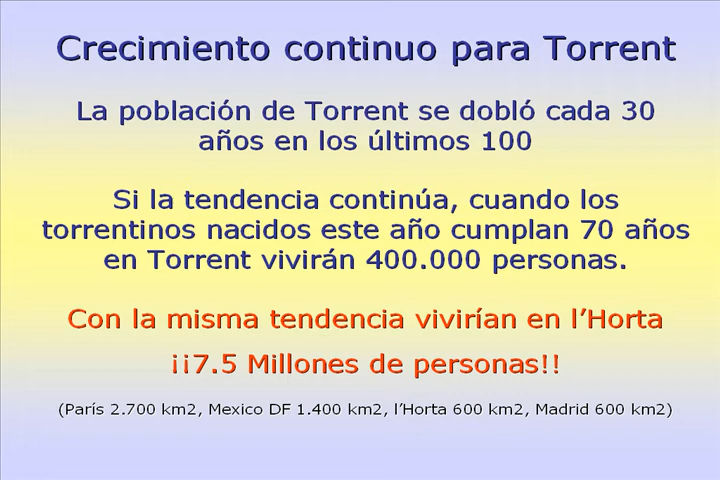 Crecimiento continuo para Torrent
La población de Torrent se dobló cada 30
años en los últimos 100
Si la tendencia continúa, cuando los
torrentinos nacidos este año cumplan 70 años
en Torrent vivirán 400.000 personas.
Con la misma tendencia vivirían en l’Horta
¡¡7.5 Millones de personas!!
(París 2.700 km2, Mexico DF 1.400 km2, l’Horta 600 km2, Madrid 600 km2)